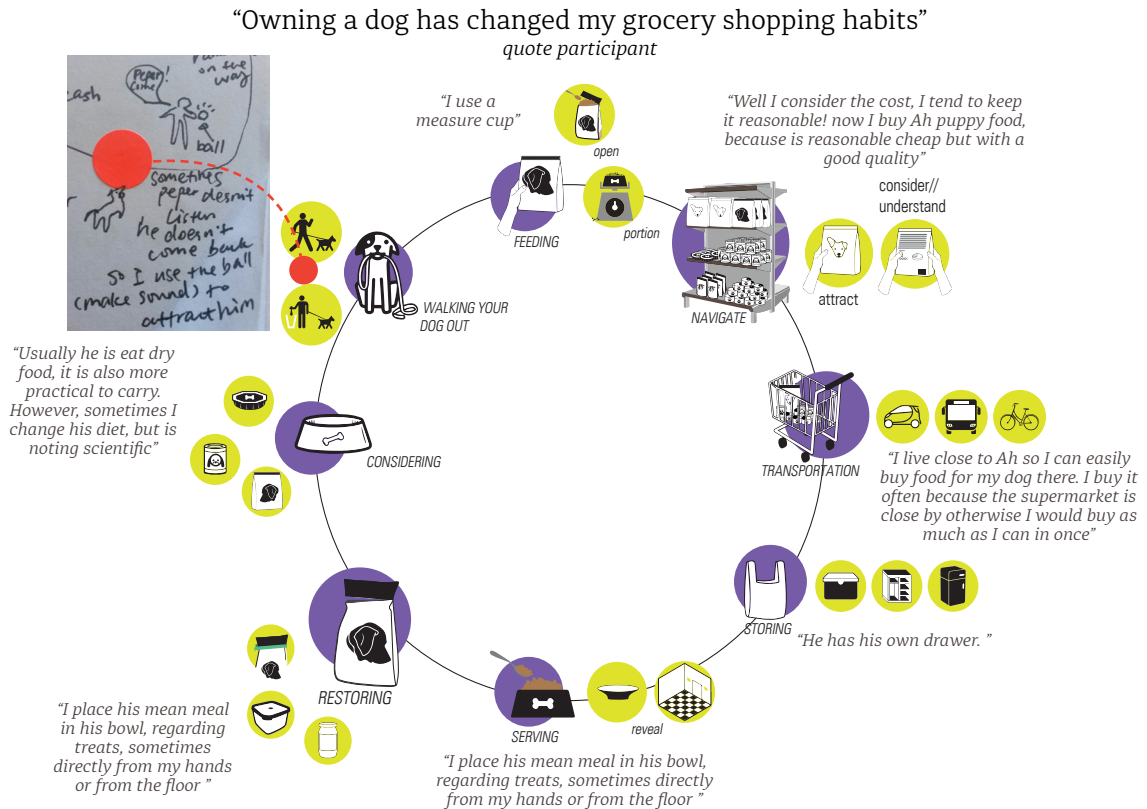 “Owning a dog has changed my grocery shopping habits”
quote participant
on the
way
Peper
come!
cash
ball
sometimes
peper doesn't
listen
he doesn't
come back
so I use the ball
(make sound) to
attract him
“I use a
measure cup”
open
portion
FEEDING
“Well I consider the cost, I tend to keep
it reasonable! now I buy Ah puppy food,
because is reasonable cheap but with a
good quality”
consider//
understand
attract
NAVIGATE
WALKING YOUR
DOG OUT
“Usually he is eat dry
food, it is also more
practical to carry.
However, sometimes I
change his diet, but is
noting scientific”
CONSIDERING
TRANSPORTATION
“I live close to Ah so I can easily
buy food for my dog there. I buy it
often because the supermarket is
close by otherwise I would buy as
much as I can in once”
STORING
“He has his own drawer. ”
RESTORING
“I place his mean meal
in his bowl, regarding
treats, sometimes
directly from my hands
or from the floor ”
SERVING
reveal
“I place his mean meal in his bowl,
regarding treats, sometimes directly
from my hands or from the floor ”